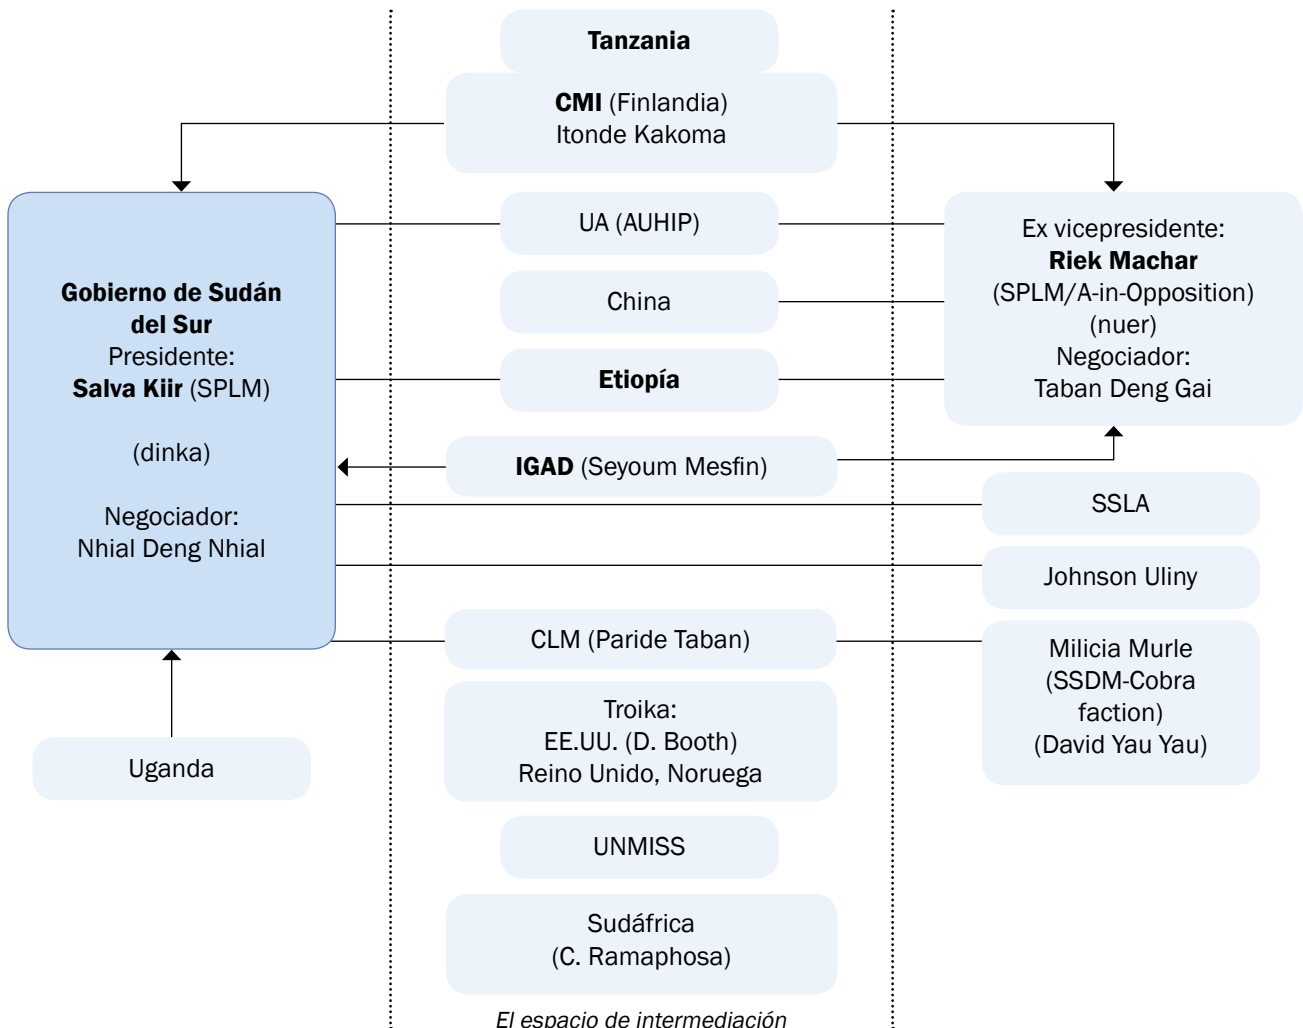 Tanzania
CMI (Finlandia)
Itonde Kakoma
UA (AUHIP)
China
Etiopía
IGAD (Seyoum Mesfin)
Gobierno de Sudán
del Sur
Presidente:
Salva Kiir (SPLM)
(dinka)
Negociador:
Nhial Deng Nhial
Ex vicepresidente:
Riek Machar
(SPLM/A-in-Opposition)
(nuer)
Negociador:
Taban Deng Gai
SSLA
Johnson Uliny
CLM (Paride Taban)
Milicia Murle
(SSDM-Cobra
faction)
(David Yau Yau)
Troika:
EE.UU. (D. Booth)
Reino Unido, Noruega
Uganda
UNMISS
Sudáfrica
(C. Ramaphosa)
El espacio de intermediación